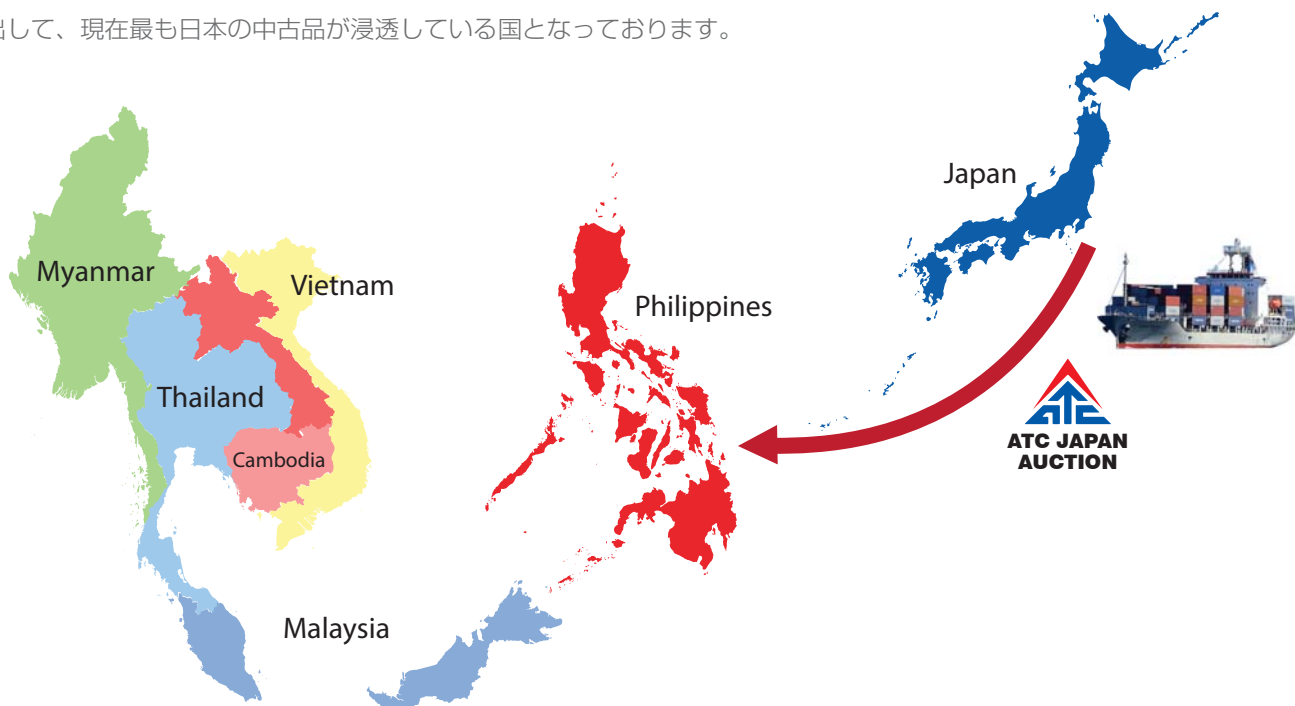 出して、現在最も日本の中古品が浸透している国となっております。
Japan
Myanmar
Vietnam
Philippines
Thailand
Cambodia
ATC
ATC JAPAN
AUCTION
Malaysia